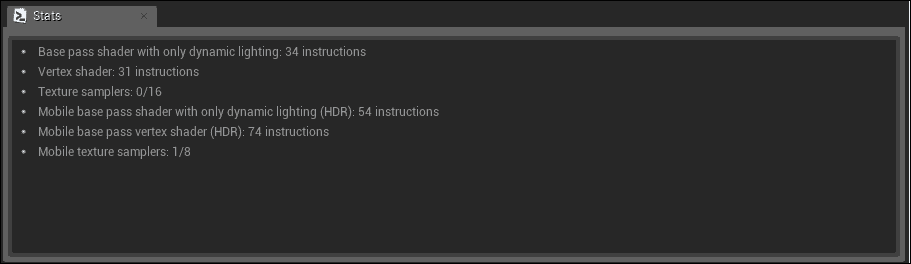 Stats
Base pass shader with only dynamic lighting: 34 instructions
Vertex shader: 31 instructions
Texture samplers: 0/16
Mobile base pass shader with only dynamic lighting (HDR): 54 instructions
Mobile base pass vertex shader (HDR): 74 instructions
Mobile texture samplers: 1/8